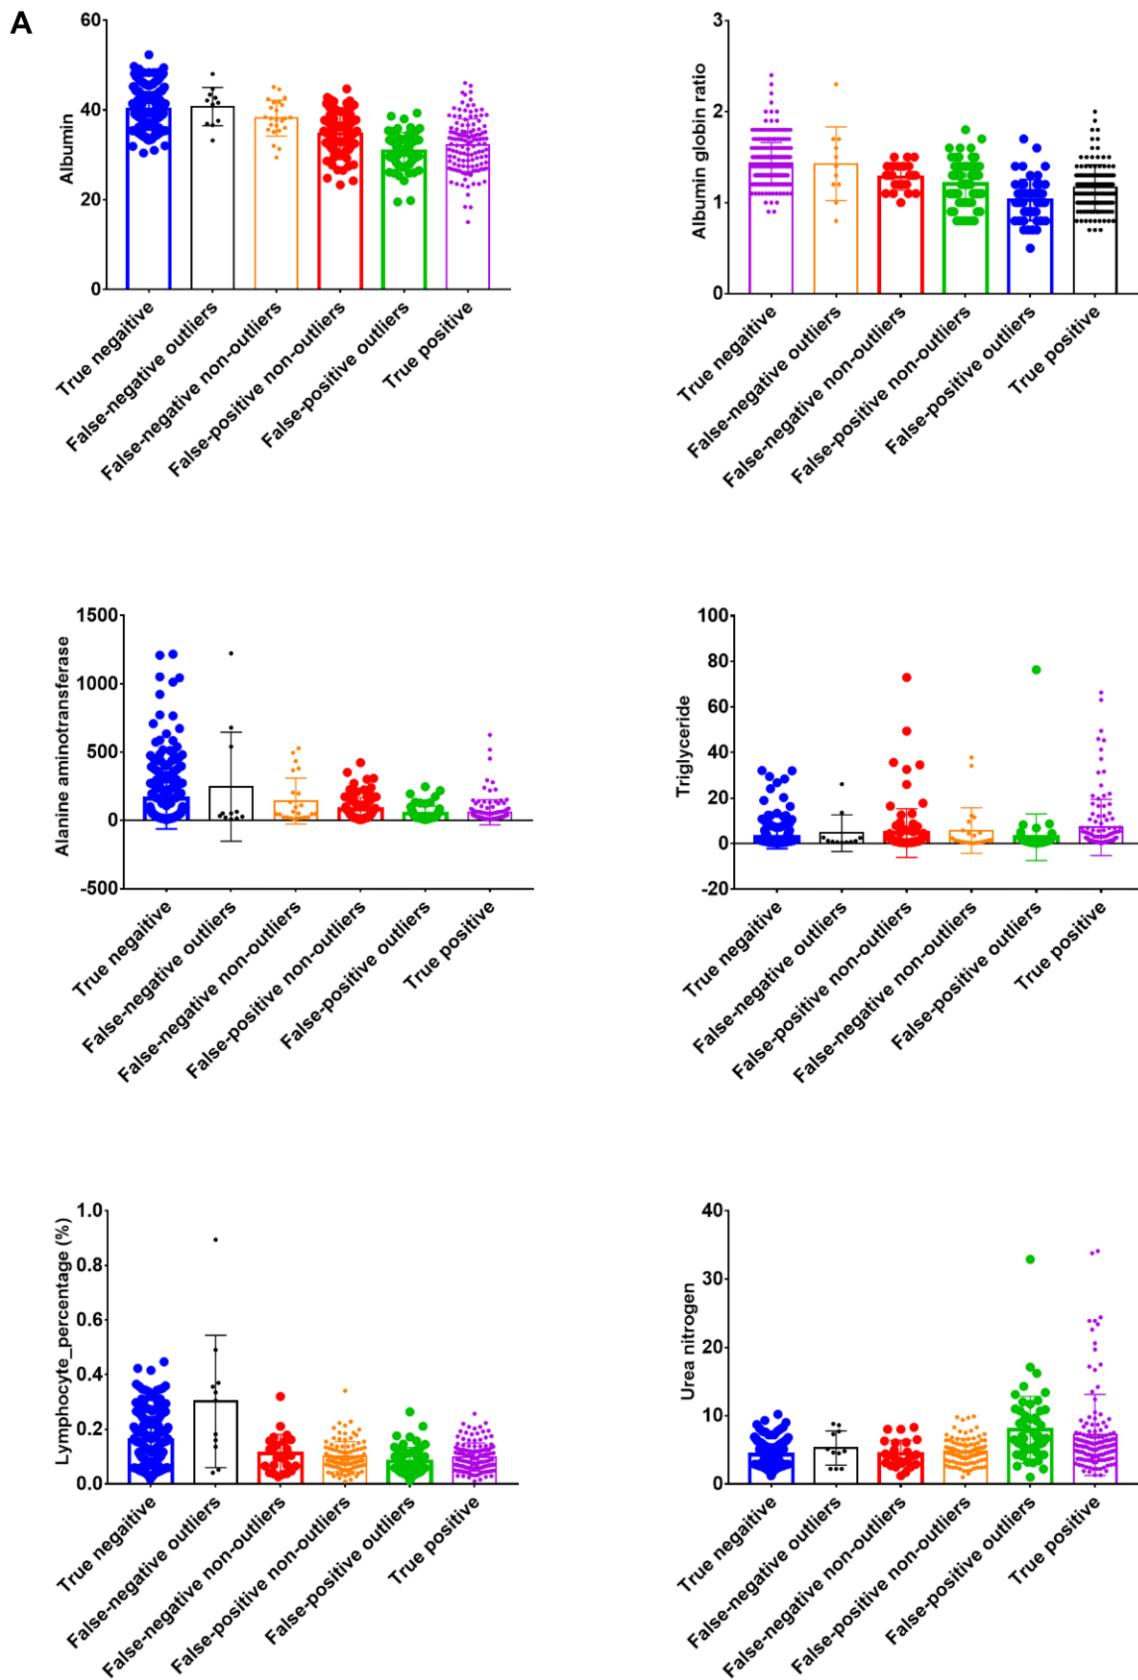 A
Albumin
60
40
20
0
True negaitive
False-negative outliers
False-negative non-outliers
False-positive non-outliers
False-positive outliers
True positive
Albumin globin ratio
3
2
1
0
True negaitive
False-negative outliers
False-negative non-outliers
False-positive non-outliers
False-positive outliers
True positive
Alanine aminotransferase
1500
1000
500
0
-500
True negaitive
False-negative outliers
False-negative non-outliers
False-positive non-outliers
False-positive outliers
True positive
Triglyceride
100
80
60
40
20
0
-20
True negaitive
False-negative outliers
False-positive non-outliers
False-negative non-outliers
False-positive outliers
True positive
Lymphocyte_percentage (%)
1.0
0.8
0.6
0.4
0.2
0.0
True negaitive
False-negative outliers
False-negative non-outliers
False-positive non-outliers
False-positive outliers
True positive
Urea nitrogen
40
30
20
10
0
True negaitive
False-negative outliers
False-negative non-outliers
False-positive non-outliers
False-positive outliers
True positive